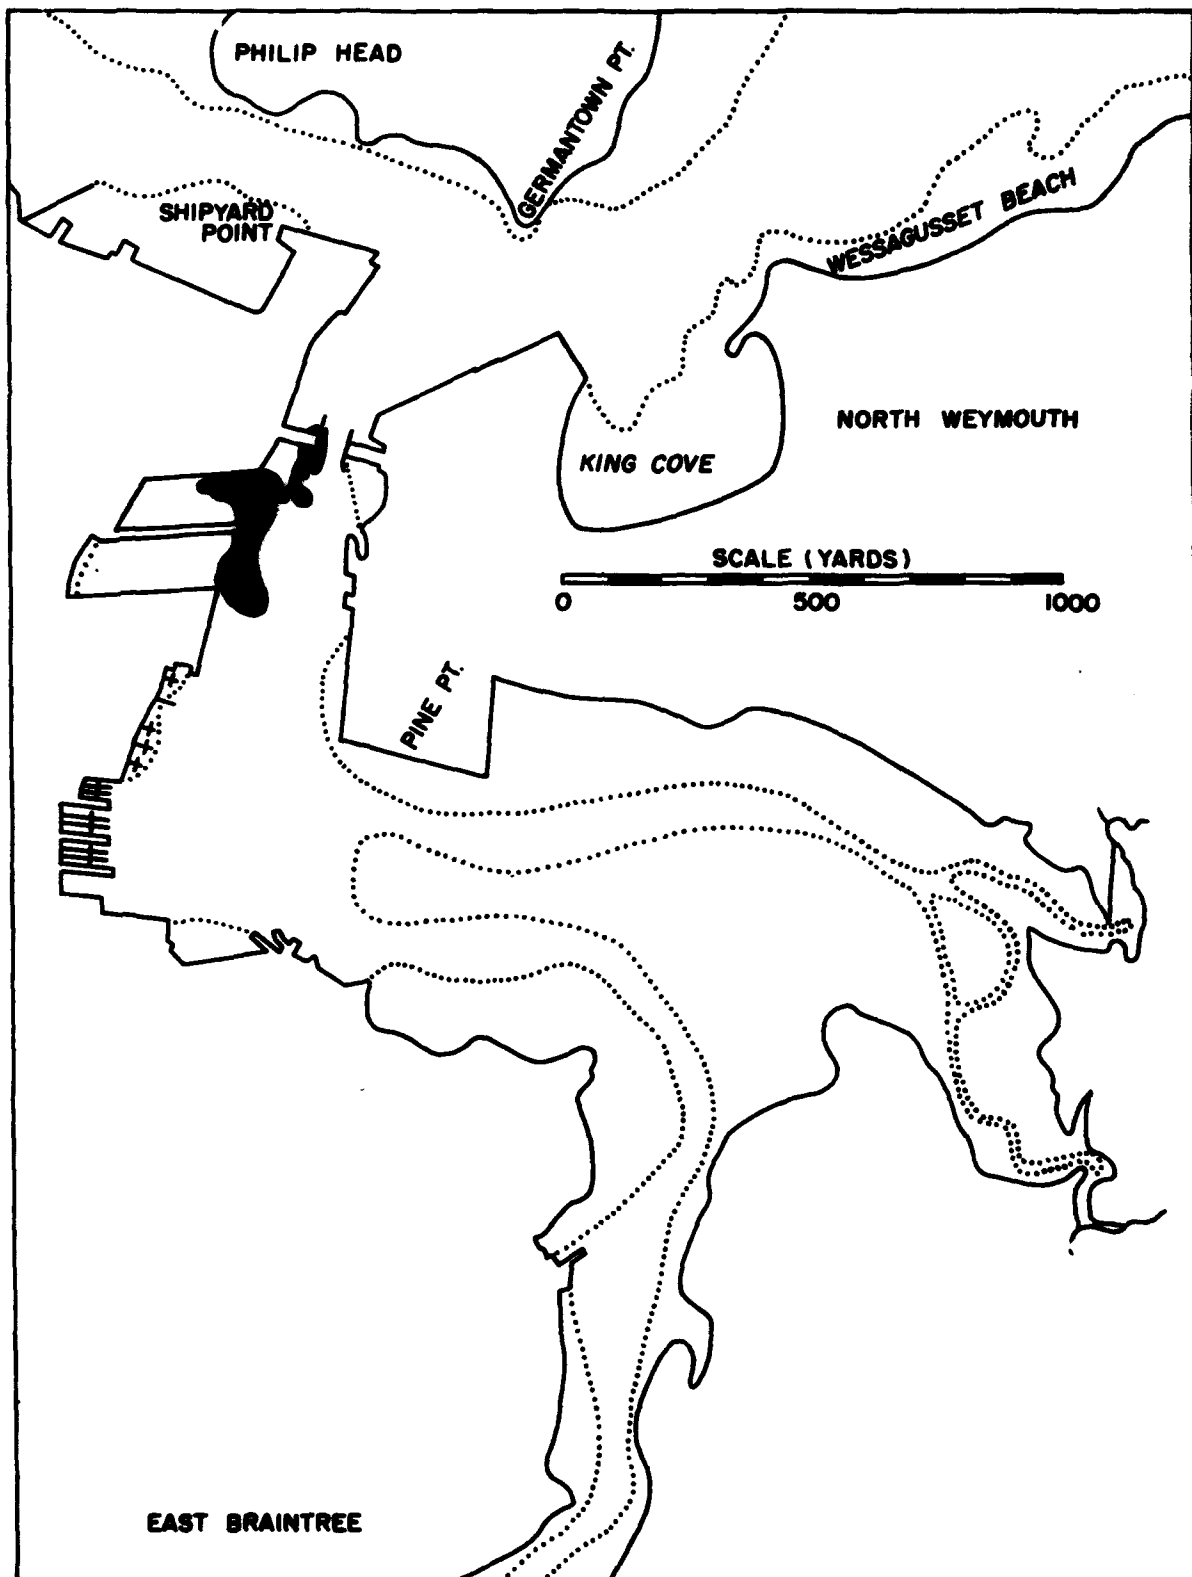 PHILIP HEAD
GERMANTOWN PT.
SHIPYARD
POINT
WESSAGUSSET BEACH
NORTH WEYMOUTH
KING COVE
SCALE (YARDS)
0 500 1000
PINE PT.
EAST BRAINTREE